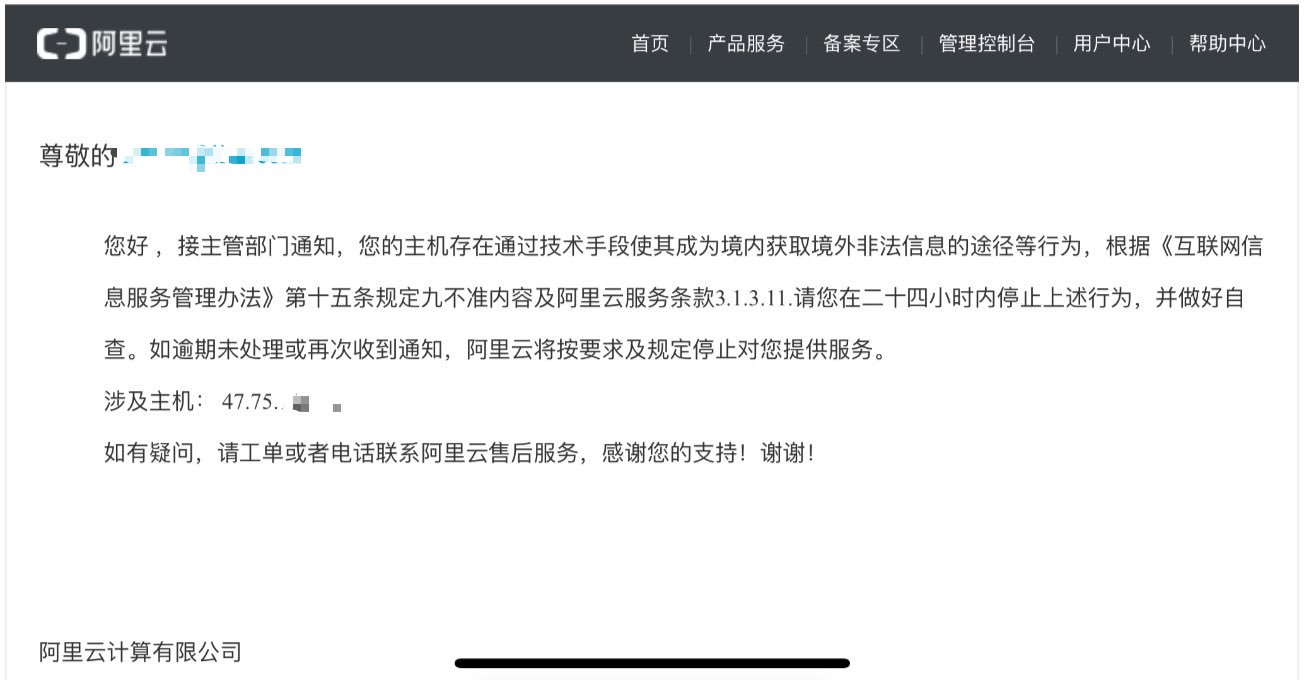 阿里云
首页 | 产品服务 | 备案专区 | 管理控制台 | 用户中心 | 帮助中心
尊敬的
您好 ，接主管部门通知，您的主机存在通过技术手段使其成为境内获取境外非法信息的途径等行为，根据《互联网信
息服务管理办法》第十五条规定九不准内容及阿里云服务条款3.1.3.11.请您在二十四小时内停止上述行为，并做好自
查。如逾期未处理或再次收到通知，阿里云将按要求及规定停止对您提供服务。
涉及主机： 47.75.
如有疑问，请工单或者电话联系阿里云售后服务，感谢您的支持！谢谢！
阿里云计算有限公司